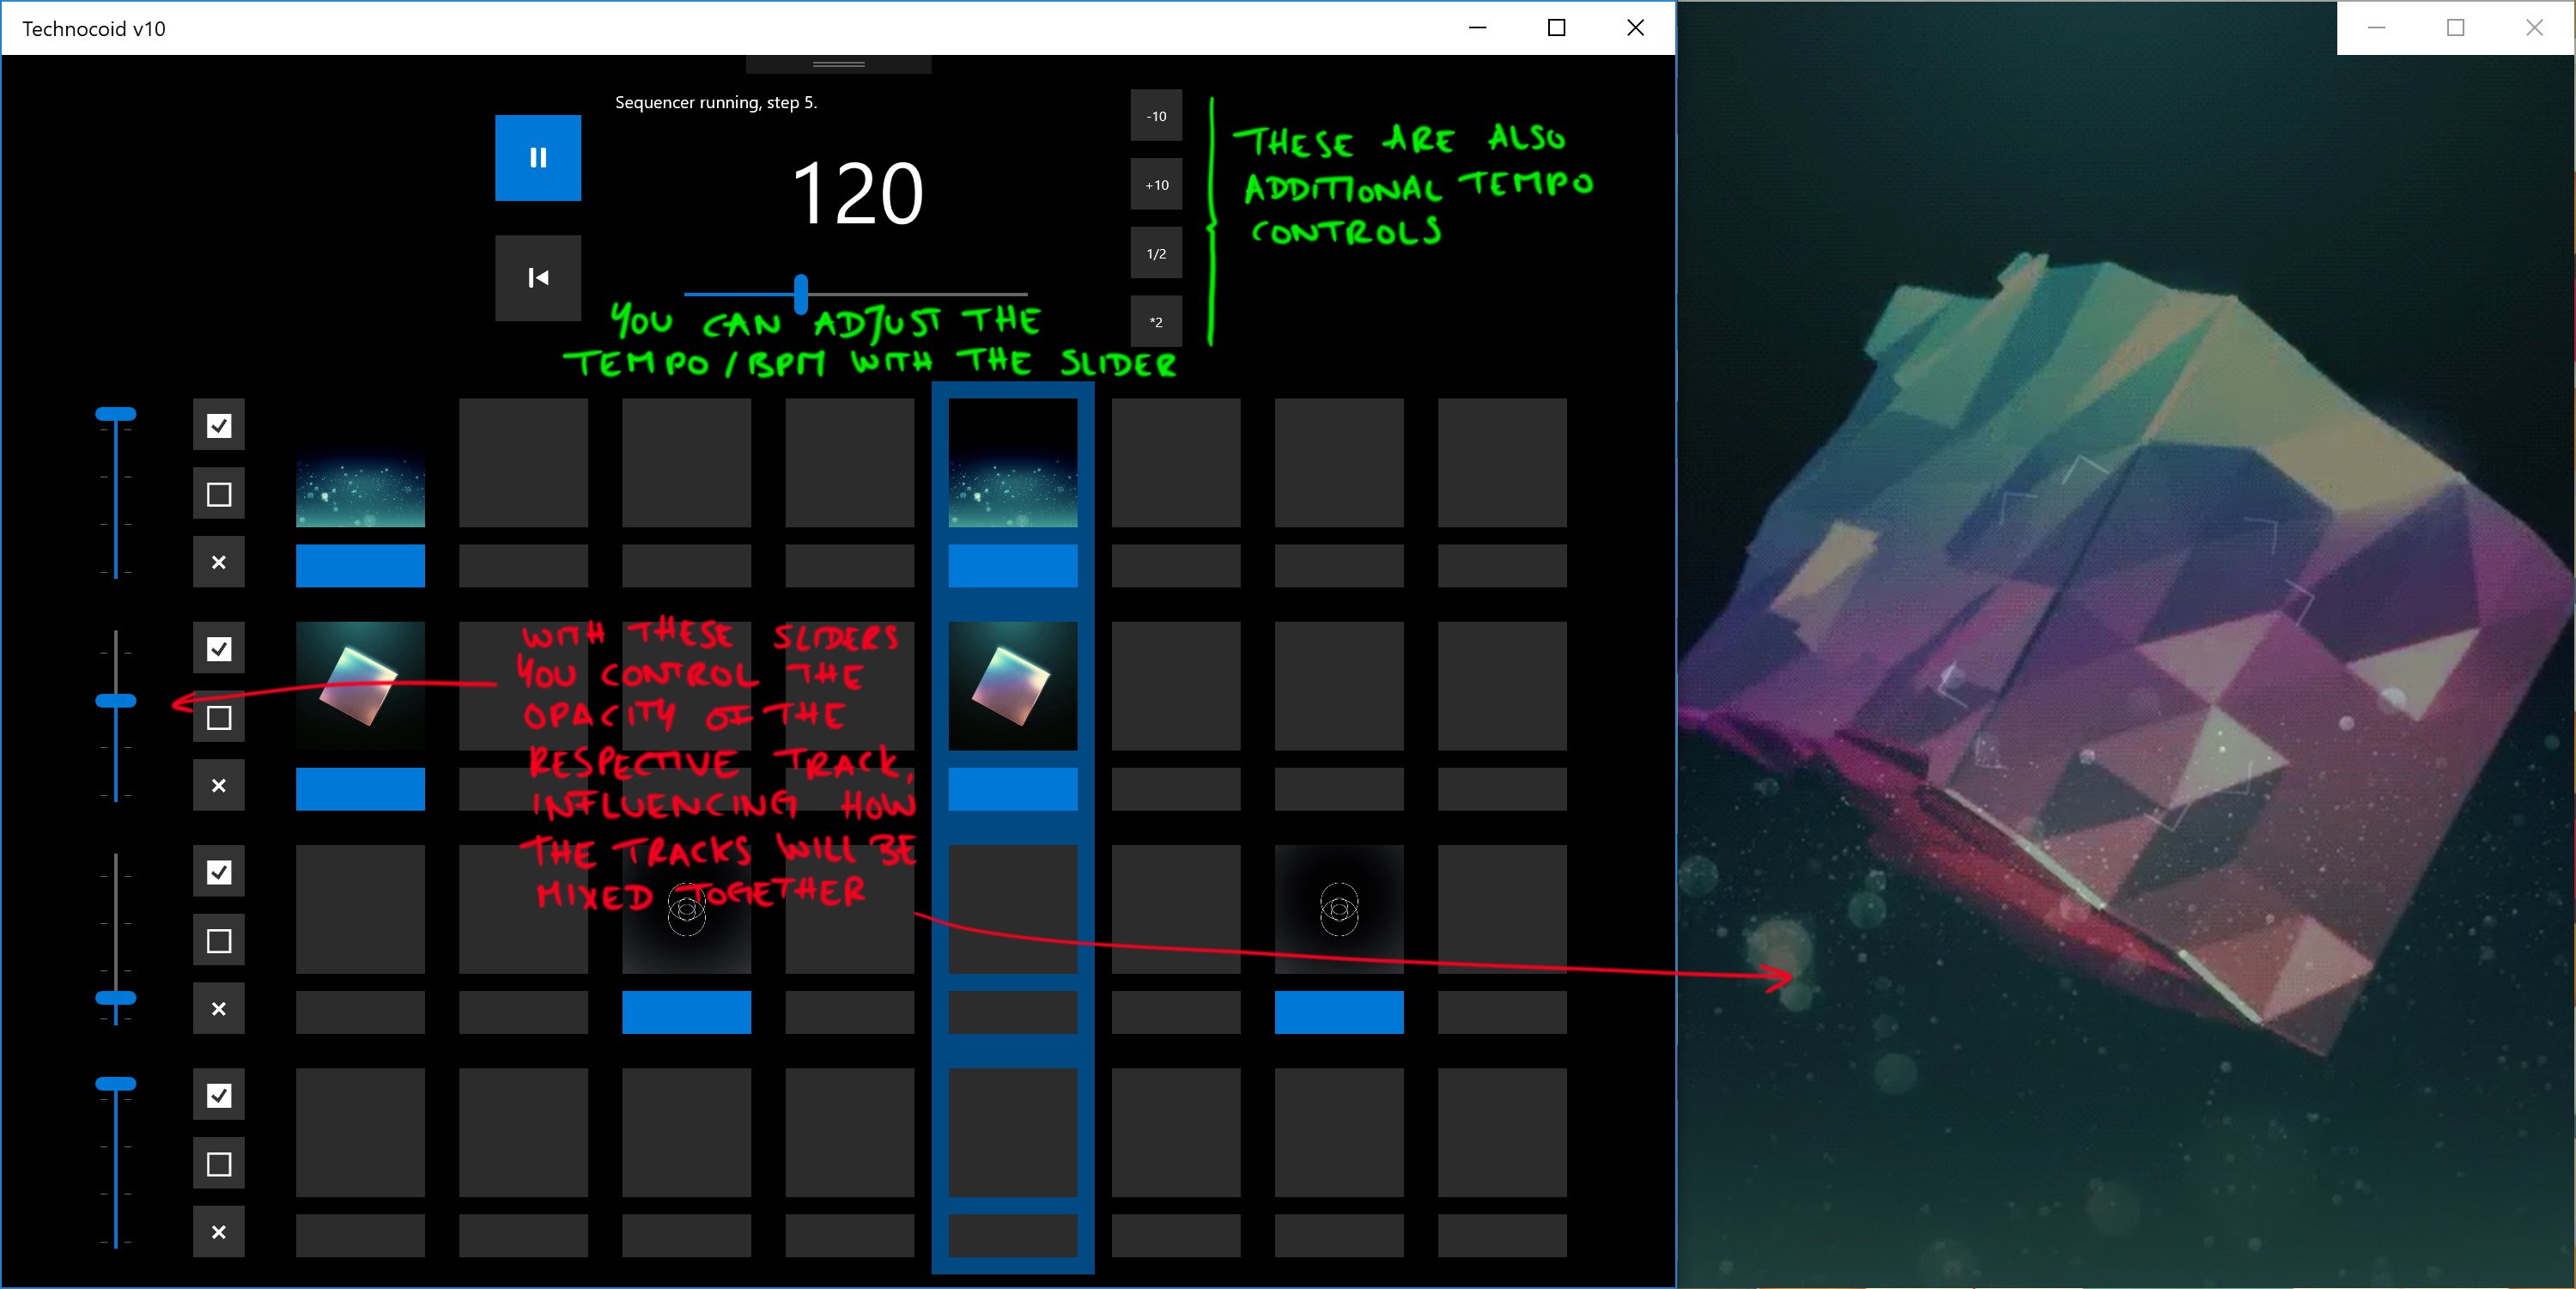 Technocoid v10
Sequencer running, step 5.
120
-10
+10
1/2
*2
THESE ARE ALSO
ADDITIONAL TEMPO
CONTROLS
YOU CAN ADJUST THE
TEMPO/BPM WITH THE SLIDER
WITH THESE SLIDERS
YOU CONTROL THE
OPACITY OF THE
RESPECTIVE TRACK,
INFLUENCING HOW
THE TRACKS WILL BE
MIXED TOGETHER